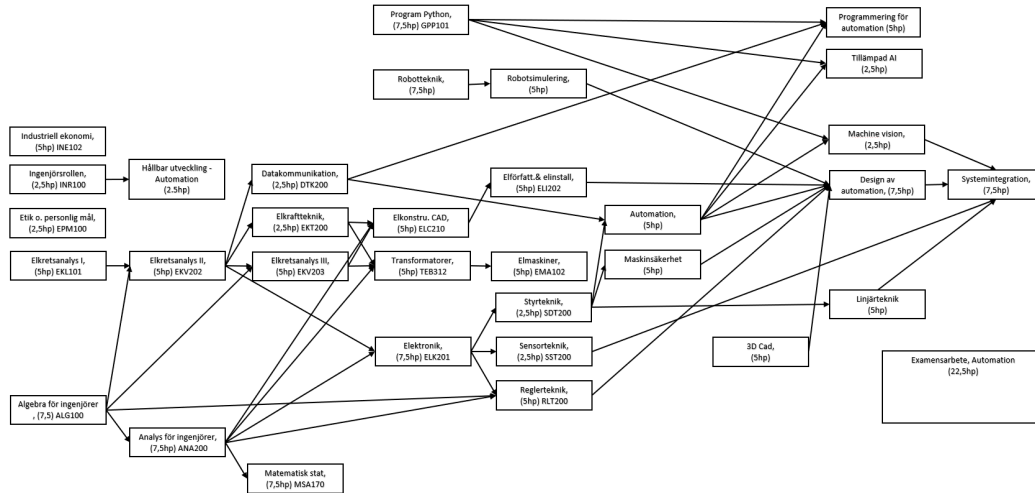 Program Python,
(7,5hp) GPP101
Programmering för
automation (5hp)
Tillämpad AI
(2,5hp)
Robotteknik,
(7,5hp)
Robotsimulering,
(5hp)
Industriell ekonomi,
(5hp) INE102
Ingenjörsrollen,
(2,5hp) INR100
Hållbar utveckling -
Automation
(2.5hp)
Etik o. personlig mål,
(2,5hp) EPM100
Elkretsanalys I,
(5hp) EKL101
Elkretsanalys II,
(5hp) EKV202
Datakommunikation,
(2,5hp) DTK200
Elkraftteknik,
(2,5hp) EKT200
Elkretsanalys III,
(5hp) EKV203
Elkonstru. CAD,
(5hp) ELC210
Transformatorer,
(5hp) TEB312
Elförfatt.& elinstall,
(5hp) ELI202
Elmaskiner,
(5hp) EMA102
Automation,
(5hp)
Maskinsäkerhet
(5hp)
Machine vision,
(2,5hp)
Design av
automation, (7,5hp)
Systemintegration,
(7,5hp)
Styrteknik,
(2,5hp) SDT200
Linjärteknik
(5hp)
Elektronik,
(7,5hp) ELK201
Sensorteknik,
(2,5hp) SST200
3D Cad,
(5hp)
Reglerteknik,
(5hp) RLT200
Examensarbete, Automation
(22,5hp)
Algebra för ingenjörer
, (7,5) ALG100
Analys för ingenjörer,
(7,5hp) ANA200
Matematisk stat,
(7,5hp) MSA170